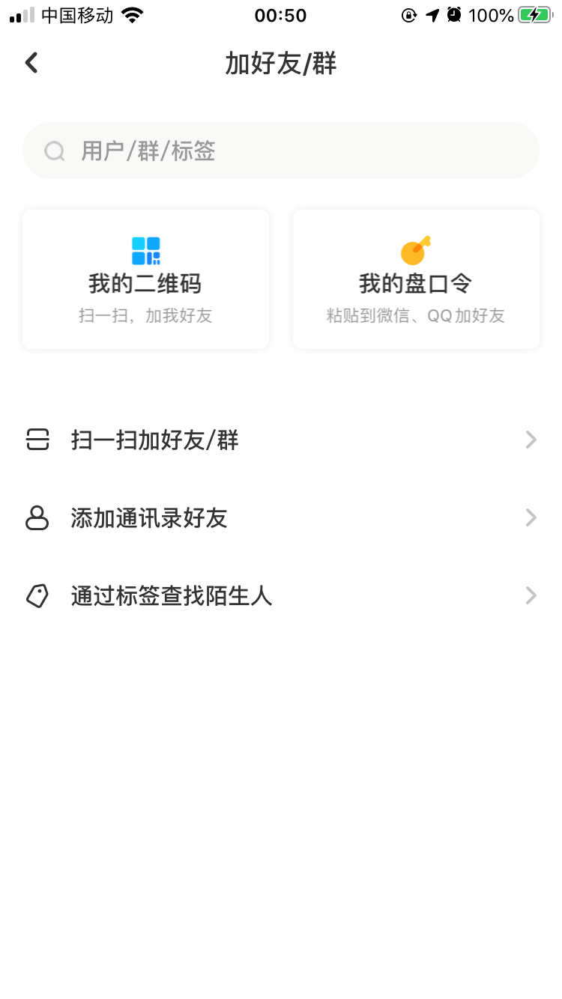 中国移动 00:50 100%
加好友/群
用户/群/标签
我的二维码
扫一扫，加我好友
我的盘口令
粘贴到微信、QQ加好友
扫一扫加好友/群
添加通讯录好友
通过标签查找陌生人